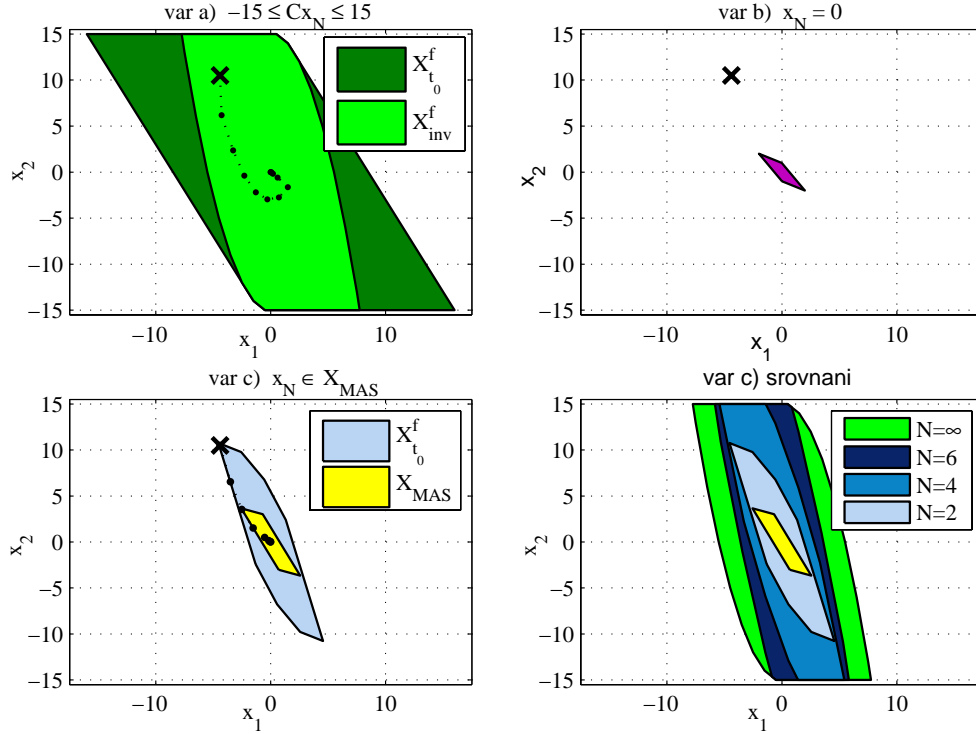 var a) −15 ≤ Cx_N ≤ 15
15
10
5
0
−5
−10
−15
x_2
−10
0
10
x_1
X^f_{t_0}
X^f_{inv}
var b) x_N = 0
15
10
5
0
−5
−10
−15
x_2
−10
0
10
x_1
var c) x_N ∈ X_MAS
15
10
5
0
−5
−10
−15
x_2
−10
0
10
x_1
X^f_{t_0}
X_MAS
var c) srovnani
15
10
5
0
−5
−10
−15
x_2
−10
0
10
x_1
N=∞
N=6
N=4
N=2